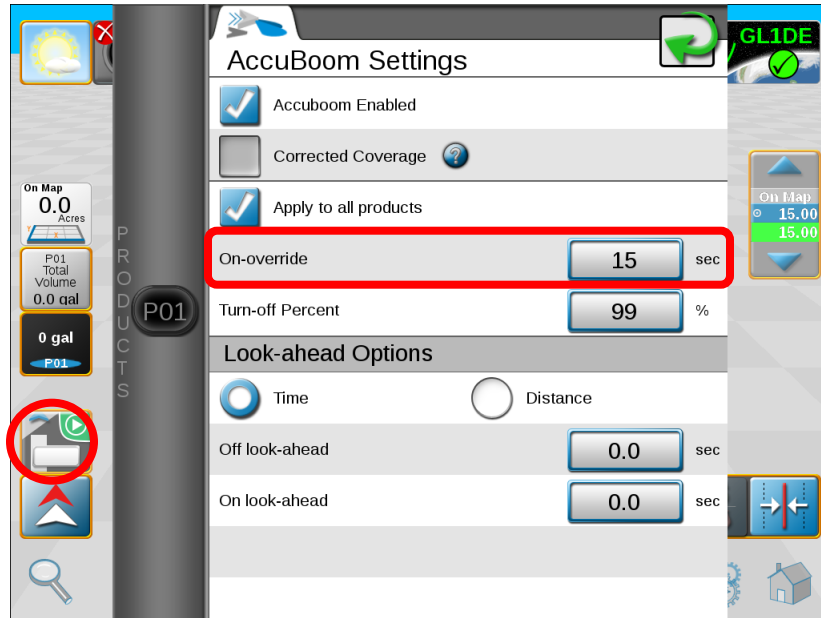 AccuBoom Settings
GL1DE
Accuboom Enabled
Corrected Coverage ?
Apply to all products
On-override 15 sec
Turn-off Percent 99 %
Look-ahead Options
Time Distance
Off look-ahead 0.0 sec
On look-ahead 0.0 sec
On Map
0.0
Acres
P01
Total
Volume
0.0 gal
0 gal
P01
PRODUCTS
P01
On Map
15.00
15.00